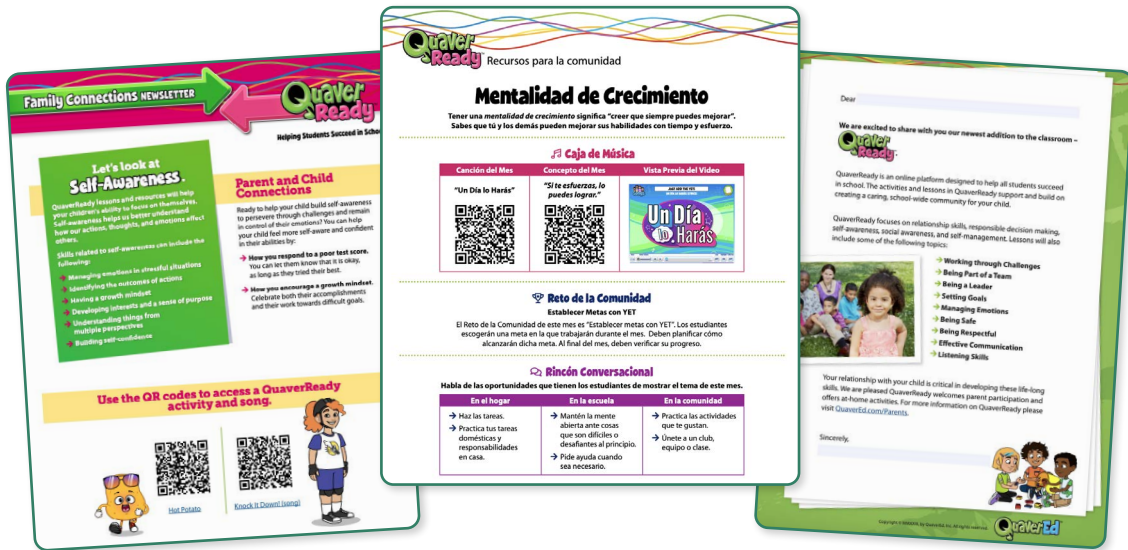 Family Connections NEWSLETTER
Quaver
Ready
Helping Students Succeed in School
Let's look at
Self-Awareness.
QuaverReady lessons and resources will help
your children's ability to focus on themselves.
Self-awareness helps us better understand
how our actions, thoughts, and emotions affect
others.
Skills related to self-awareness can include the
following:
Managing emotions in stressful situations
Identifying the outcomes of actions
Having a growth mindset
Developing interests and a sense of purpose
Understanding things from
multiple perspectives
Building self-confidence
Parent and Child
Connections
Ready to help your child build self-awareness
to persevere through challenges and remain
in control of their emotions? You can help
your child feel more self-aware and confident
in their abilities by:
How you respond to a poor test score.
You can let them know that it is okay,
as long as they tried their best.
How you encourage a growth mindset.
Celebrate both their accomplishments
and their work towards difficult goals.
Use the QR codes to access a QuaverReady
activity and song.
Hot Potato
Knock It Down! (song)
Quaver
Ready
Recursos para la comunidad
Mentalidad de Crecimiento
Tener una mentalidad de crecimiento significa "creer que siempre puedes mejorar".
Sabes que tú y los demás pueden mejorar sus habilidades con tiempo y esfuerzo.
Caja de Música
Canción del Mes
Concepto del Mes
Vista Previa del Video
"Un Día lo Harás"
"Si te esfuerzas, lo
puedes lograr."
Un Día
lo Harás
Reto de la Comunidad
Establecer Metas con YET
El Reto de la Comunidad de este mes es "Establecer metas con YET". Los estudiantes
escogerán una meta en la que trabajarán durante el mes. Deben planificar cómo
alcanzarán dicha meta. Al final del mes, deben verificar su progreso.
Rincón Conversacional
Habla de las oportunidades que tienen los estudiantes de mostrar el tema de este mes.
En el hogar
Haz las tareas.
Practica tus tareas
domésticas y
responsabilidades
en casa.
En la escuela
Mantén la mente
abierta ante cosas
que son difíciles o
desafiantes al principio.
Pide ayuda cuando
sea necesario.
En la comunidad
Practica las actividades
que te gustan.
Únete a un club,
equipo o clase.
Dear
We are excited to share with you our newest addition to the classroom –
Quaver
Ready
QuaverReady is an online platform designed to help all students succeed
in school. The activities and lessons in QuaverReady support and build on
creating a caring, school-wide community for your child.
QuaverReady focuses on relationship skills, responsible decision making,
self-awareness, social awareness, and self-management. Lessons will also
include some of the following topics:
Working through Challenges
Being Part of a Team
Being a Leader
Setting Goals
Managing Emotions
Being Safe
Being Respectful
Effective Communication
Listening Skills
Your relationship with your child is critical in developing these life-long
skills. We are pleased QuaverReady welcomes parent participation and
offers at-home activities. For more information on QuaverReady please
visit QuaverEd.com/Parents.
Sincerely,
QuaverEd